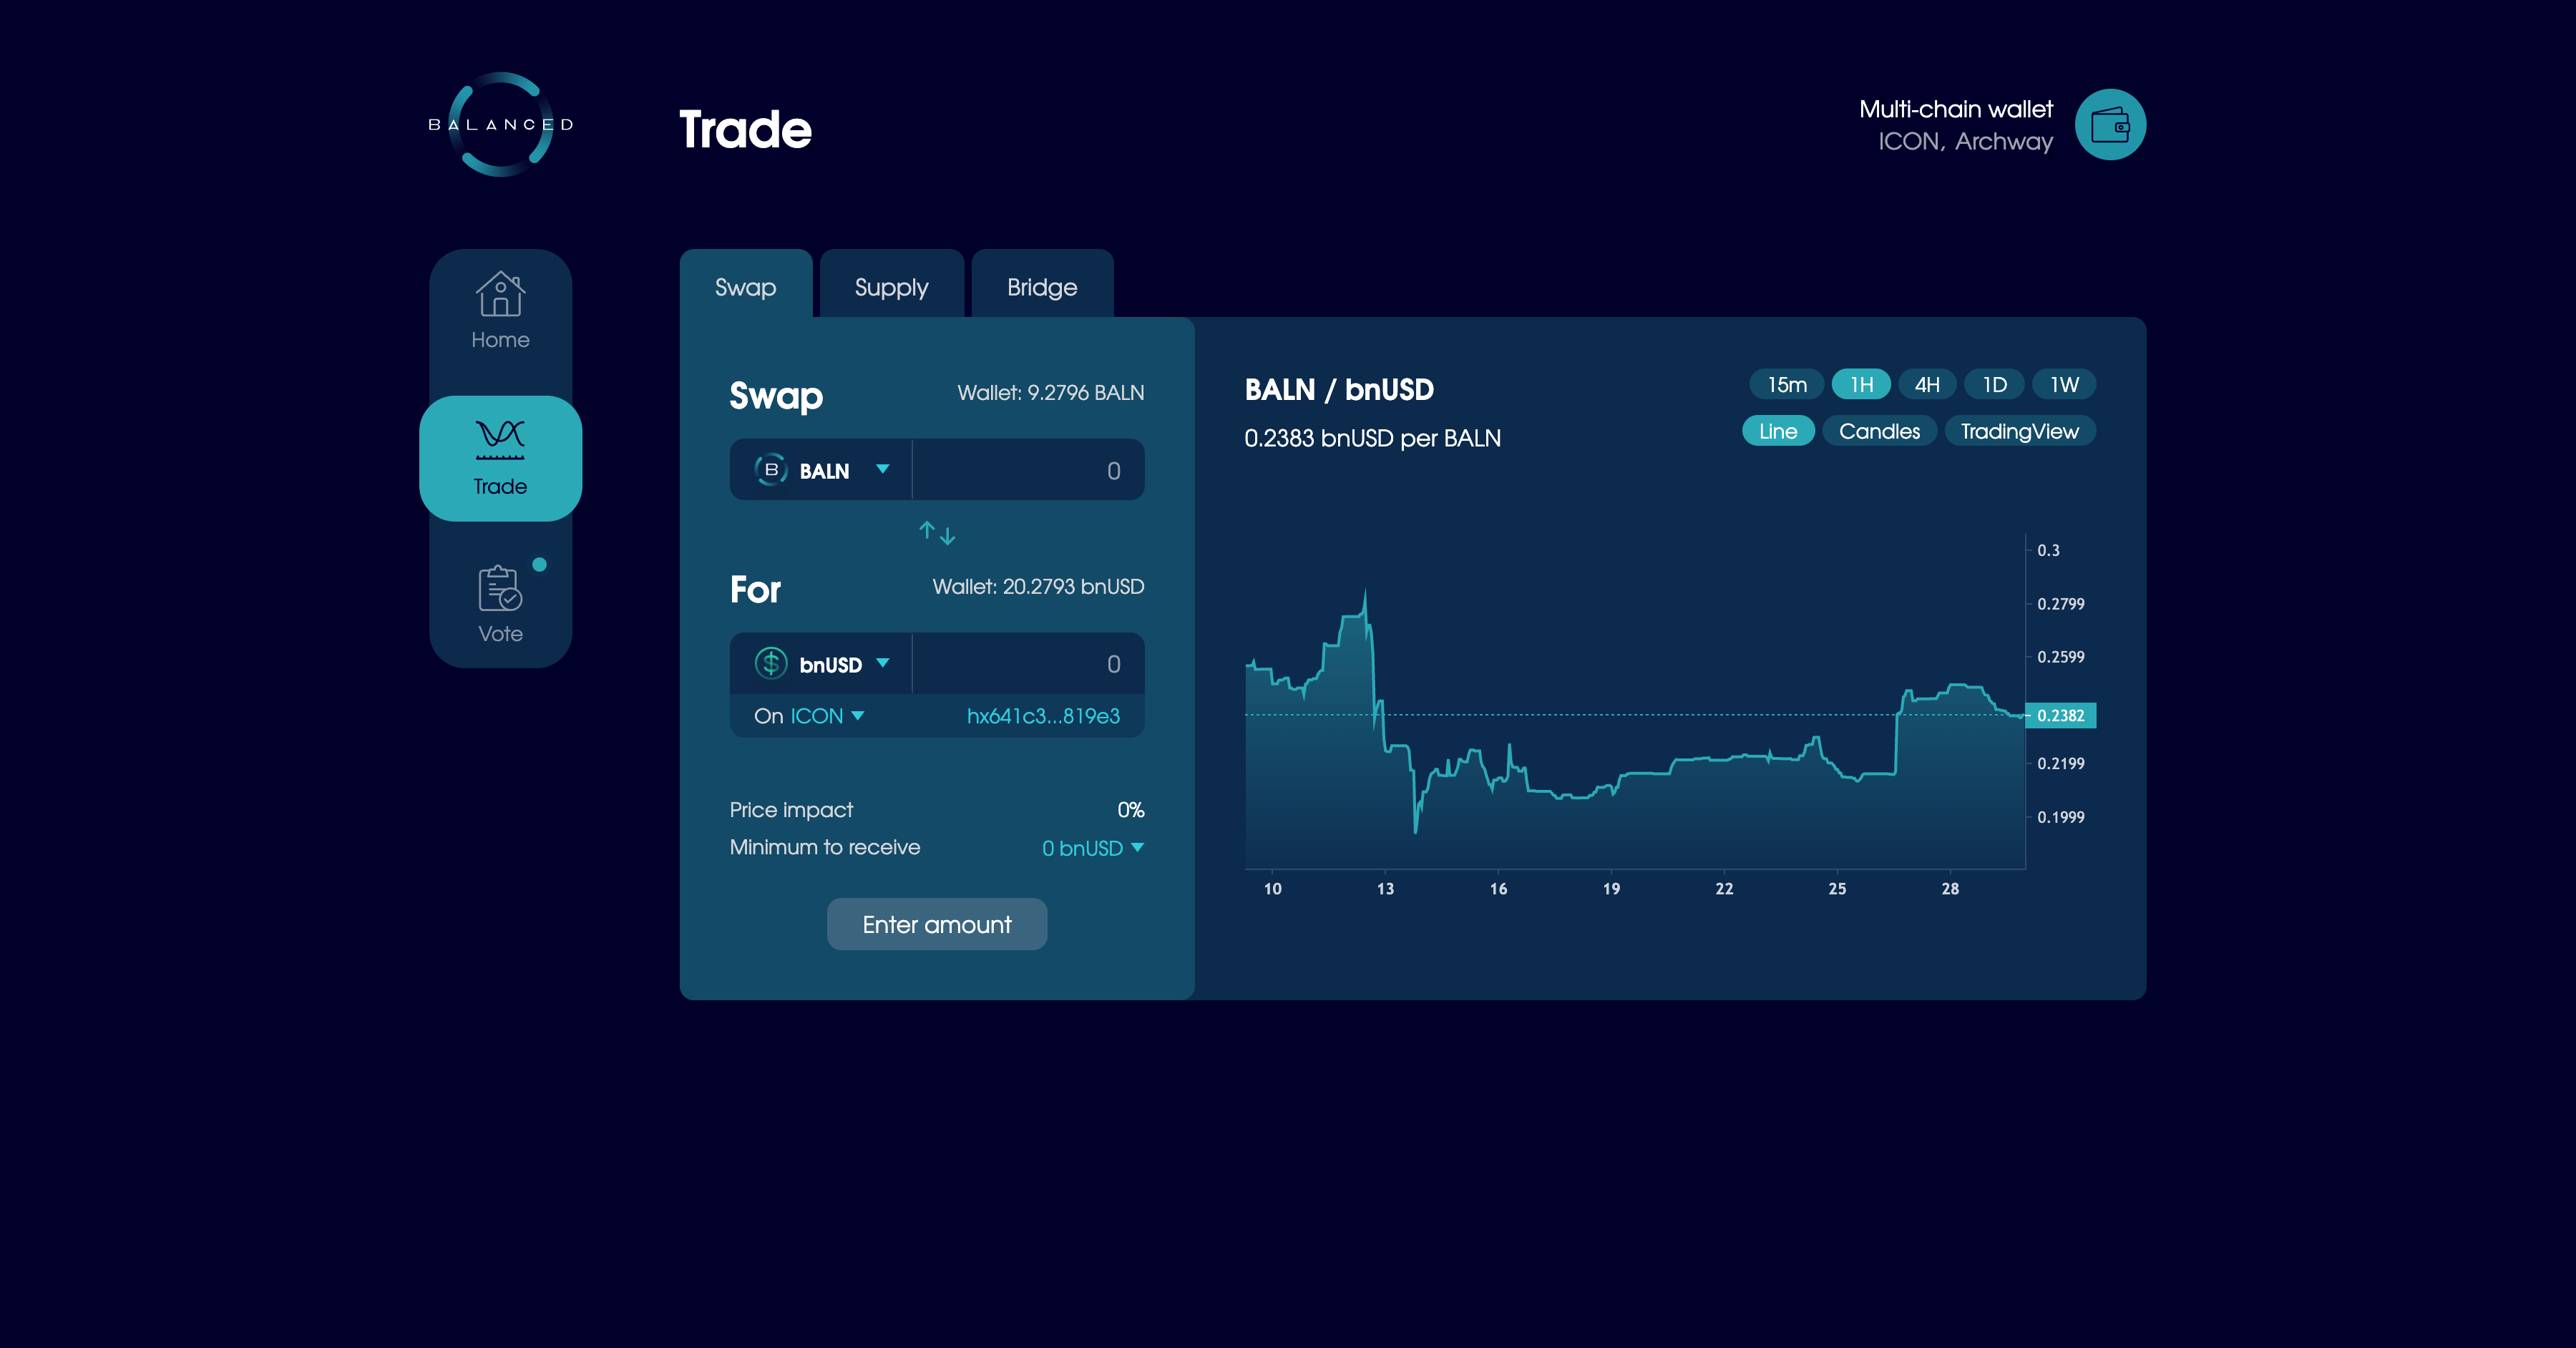 BALANCED
Trade
Multi-chain wallet
ICON, Archway
Home
Trade
Vote
Swap
Supply
Bridge
Swap
Wallet: 9.2796 BALN
B
BALN
0
For
Wallet: 20.2793 bnUSD
$
bnUSD
0
On ICON
hx641c3...819e3
Price impact
0%
Minimum to receive
0 bnUSD
Enter amount
BALN / bnUSD
0.2383 bnUSD per BALN
15m
1H
4H
1D
1W
Line
Candles
TradingView
0.3
0.2799
0.2599
0.2382
0.2199
0.1999
10
13
16
19
22
25
28